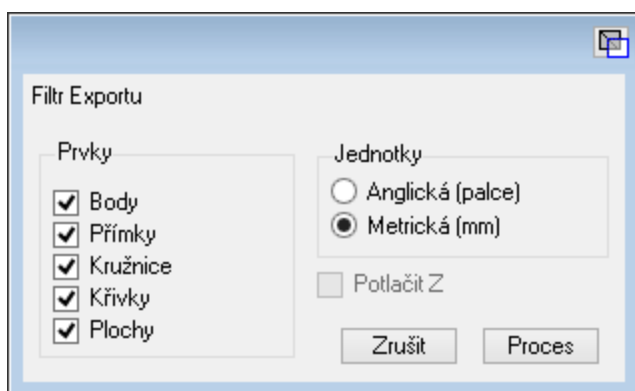 Filtr Exportu
Prvky
Body
Přímky
Kružnice
Křivky
Plochy
Jednotky
Anglická (palce)
Metrická (mm)
Potlačit Z
Zrušit
Proces